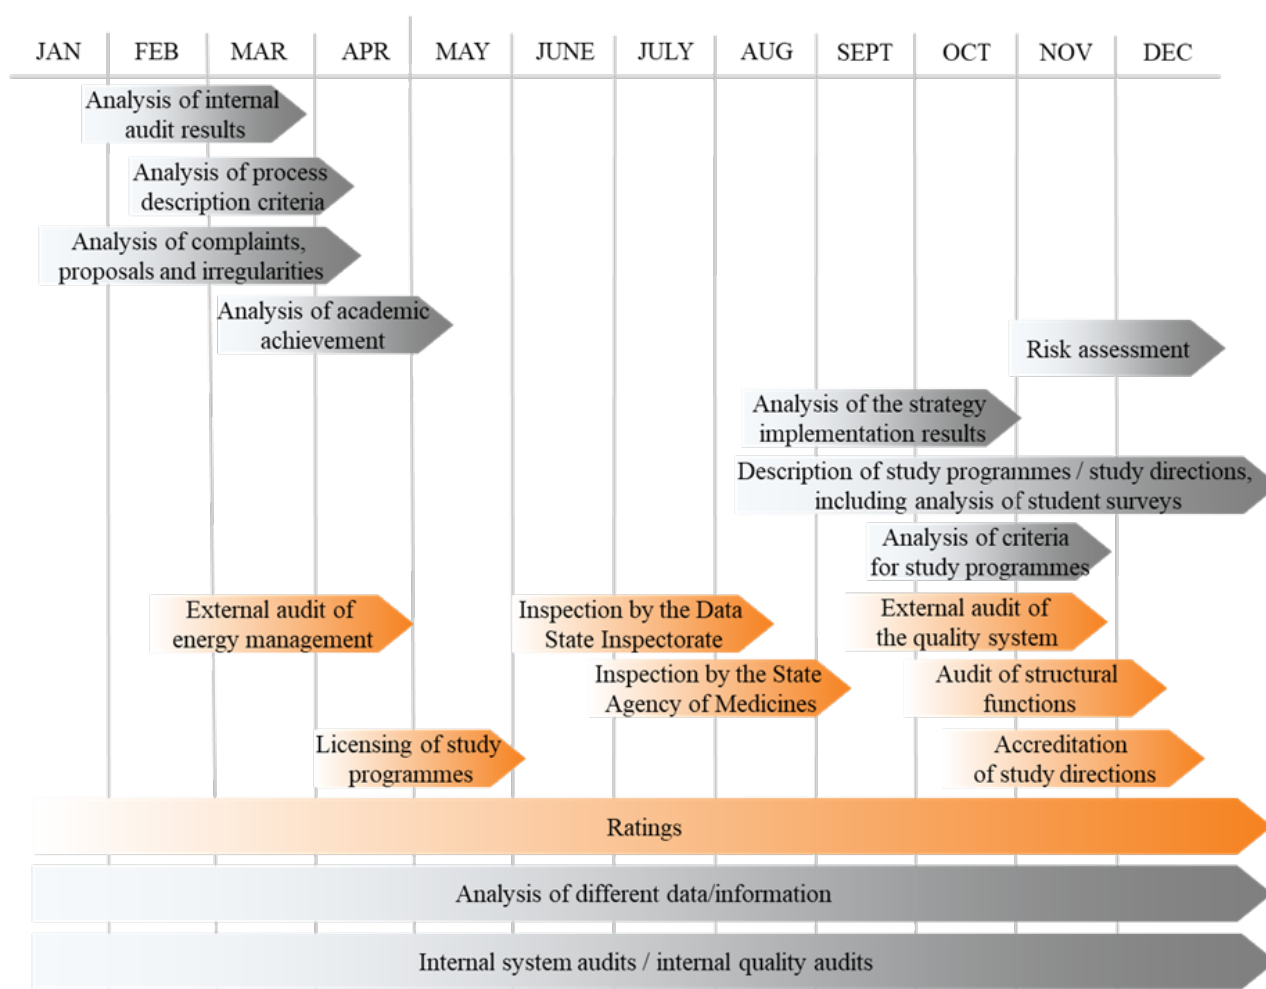 JAN FEB MAR APR MAY JUNE JULY AUG SEPT OCT NOV DEC
Analysis of internal
audit results
Analysis of process
description criteria
Analysis of complaints,
proposals and irregularities
Analysis of academic
achievement
Risk assessment
Analysis of the strategy
implementation results
Description of study programmes / study directions,
including analysis of student surveys
Analysis of criteria
for study programmes
External audit of
energy management
Inspection by the Data
State Inspectorate
External audit of
the quality system
Inspection by the State
Agency of Medicines
Audit of structural
functions
Licensing of study
programmes
Accreditation
of study directions
Ratings
Analysis of different data/information
Internal system audits / internal quality audits